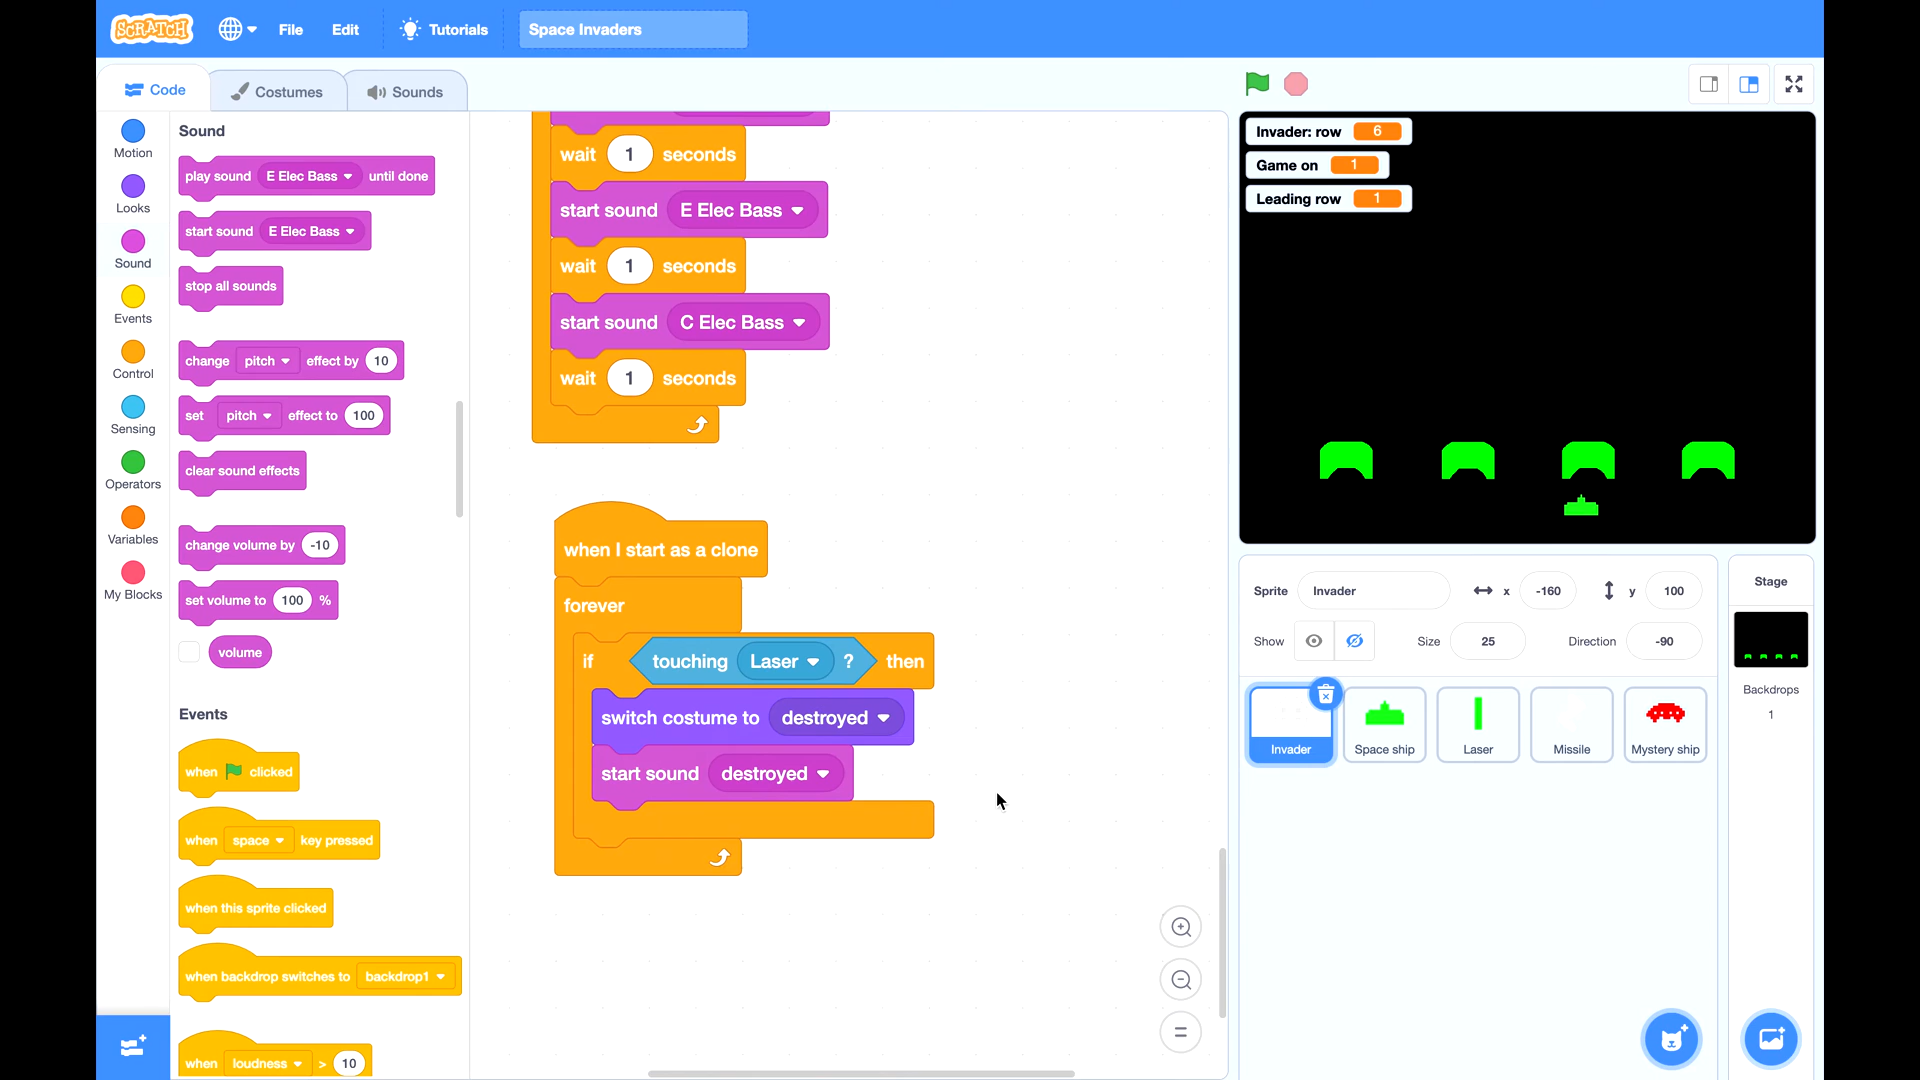 SCRATCH File Edit Tutorials Space Invaders
Code Costumes Sounds
Motion
Looks
Sound
Events
Control
Sensing
Operators
Variables
My Blocks
Sound
play sound E Elec Bass until done
start sound E Elec Bass
stop all sounds
change pitch effect by 10
set pitch effect to 100
clear sound effects
change volume by -10
set volume to 100 %
volume
Events
when clicked
when space key pressed
when this sprite clicked
when backdrop switches to backdrop1
when loudness > 10
wait 1 seconds
start sound E Elec Bass
wait 1 seconds
start sound C Elec Bass
wait 1 seconds
when I start as a clone
forever
if touching Laser ? then
switch costume to destroyed
start sound destroyed
Invader: row 6
Game on 1
Leading row 1
Sprite Invader x -160 y 100
Show Size 25 Direction -90
Invader Space ship Laser Missile Mystery ship
Stage
Backdrops
1